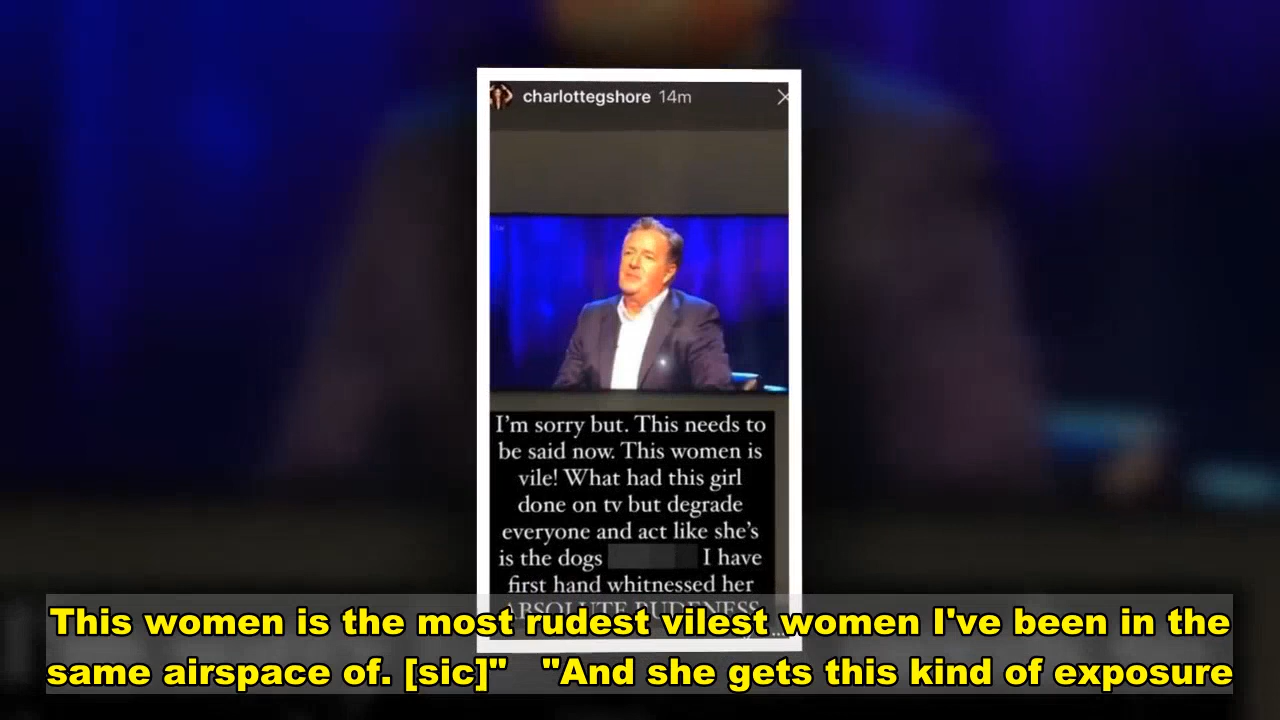 charlottegshore 14m
I'm sorry but. This needs to
be said now. This women is
vile! What had this girl
done on tv but degrade
everyone and act like she's
is the dogs I have
first hand whitnessed her
ABSOLUTE RUDENESS
This women is the most rudest vilest women I've been in the
same airspace of. [sic]" "And she gets this kind of exposure